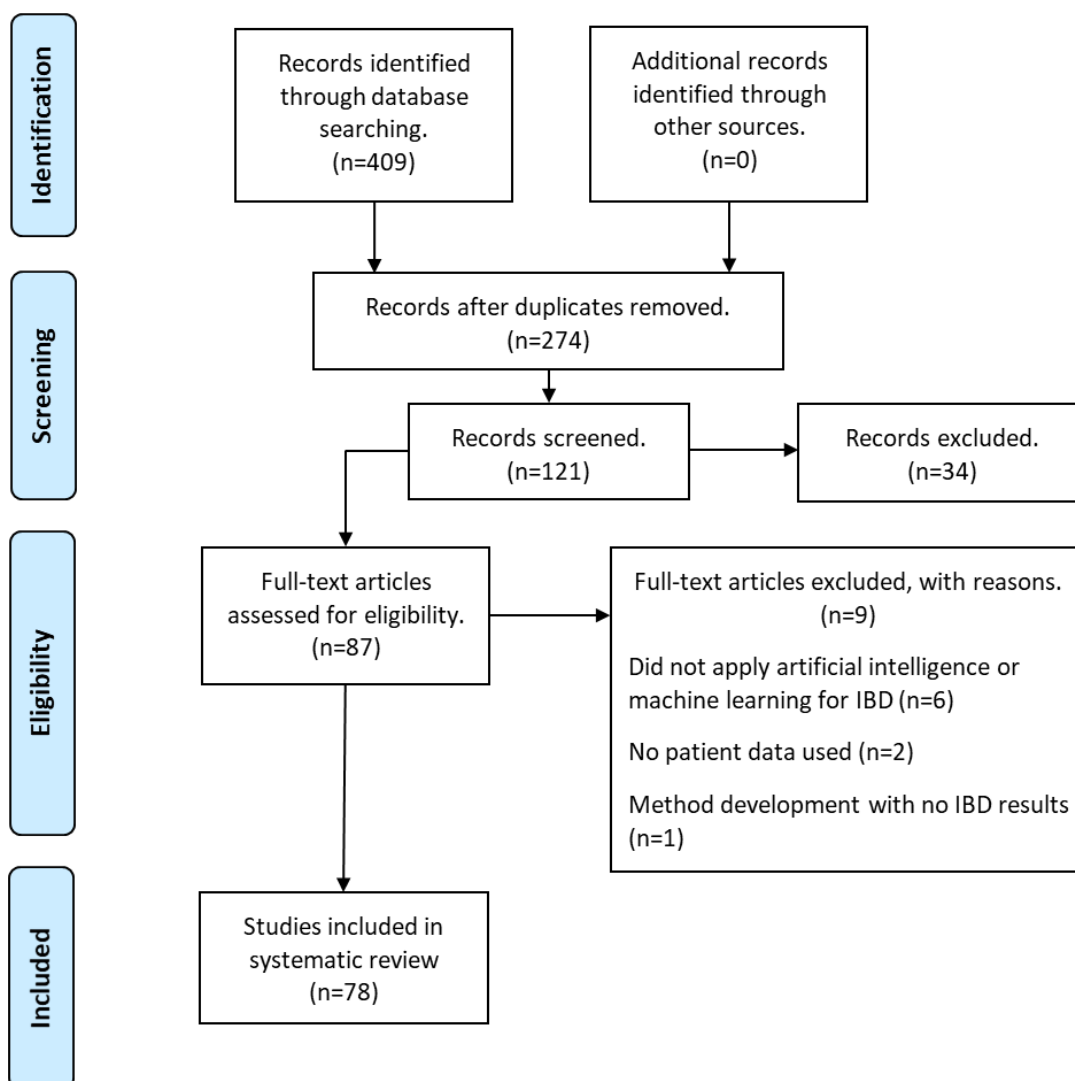 Identification
Records identified
through database
searching.
(n=409)
Additional records
identified through
other sources.
(n=0)
Screening
Records after duplicates removed.
(n=274)
Records screened.
(n=121)
Records excluded.
(n=34)
Eligibility
Full-text articles
assessed for eligibility.
(n=87)
Full-text articles excluded, with reasons.
(n=9)
Did not apply artificial intelligence or
machine learning for IBD (n=6)
No patient data used (n=2)
Method development with no IBD results
(n=1)
Included
Studies included in
systematic review
(n=78)